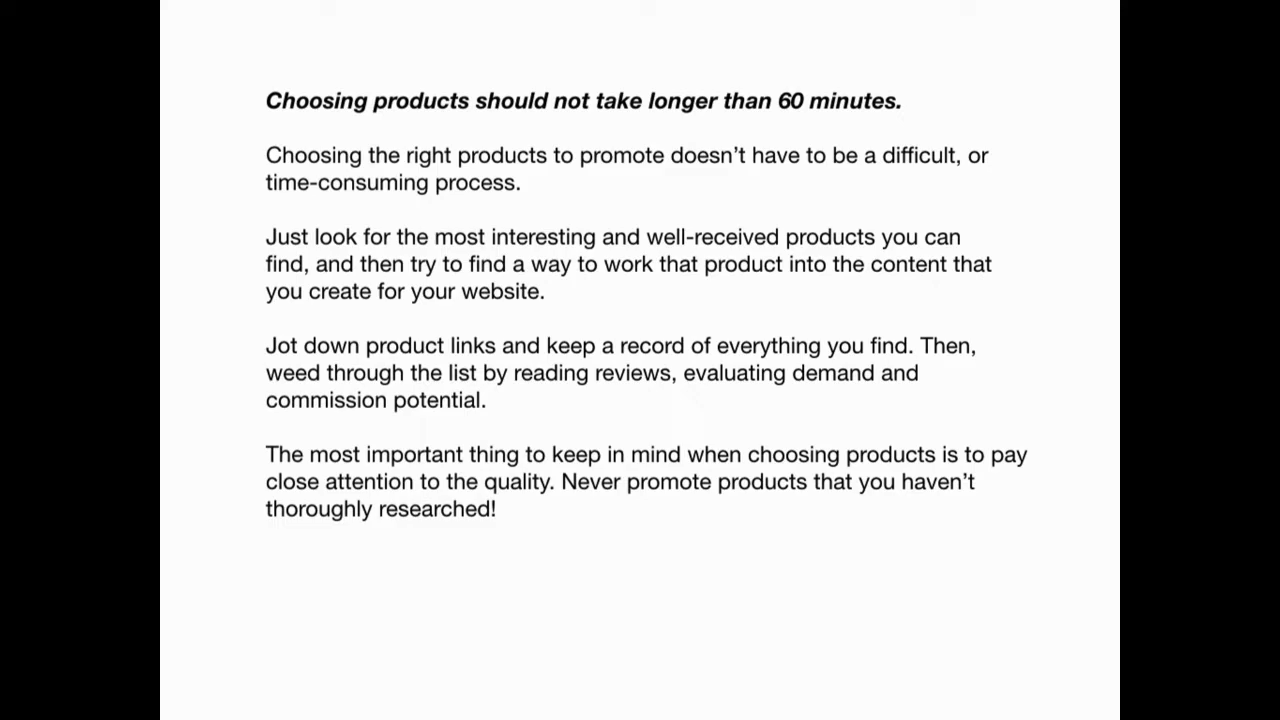 Choosing products should not take longer than 60 minutes.
Choosing the right products to promote doesn’t have to be a difficult, or
time-consuming process.
Just look for the most interesting and well-received products you can
find, and then try to find a way to work that product into the content that
you create for your website.
Jot down product links and keep a record of everything you find. Then,
weed through the list by reading reviews, evaluating demand and
commission potential.
The most important thing to keep in mind when choosing products is to pay
close attention to the quality. Never promote products that you haven’t
thoroughly researched!